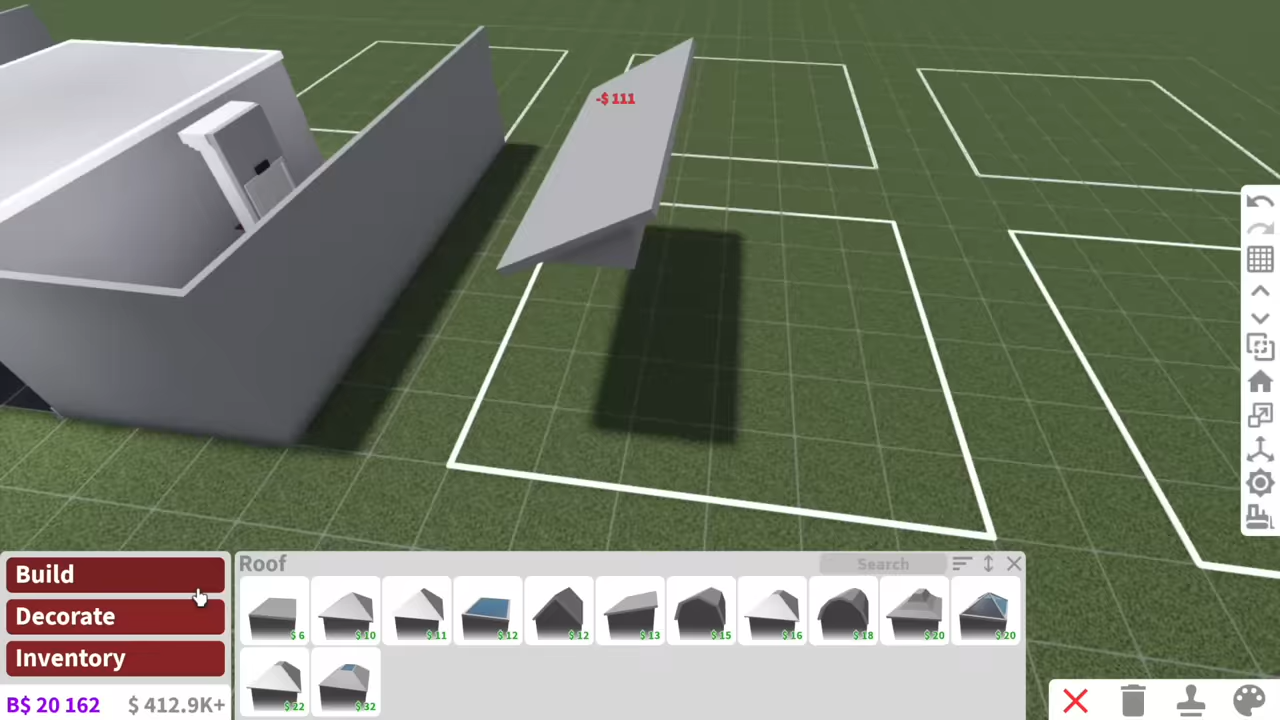 -$ 111
Build
Decorate
Inventory
B$ 20 162 $ 412.9K+
Roof
Search
$ 6 $ 10 $ 11 $ 12 $ 12 $ 13 $ 15 $ 16 $ 18 $ 20 $ 20
$ 22 $ 32